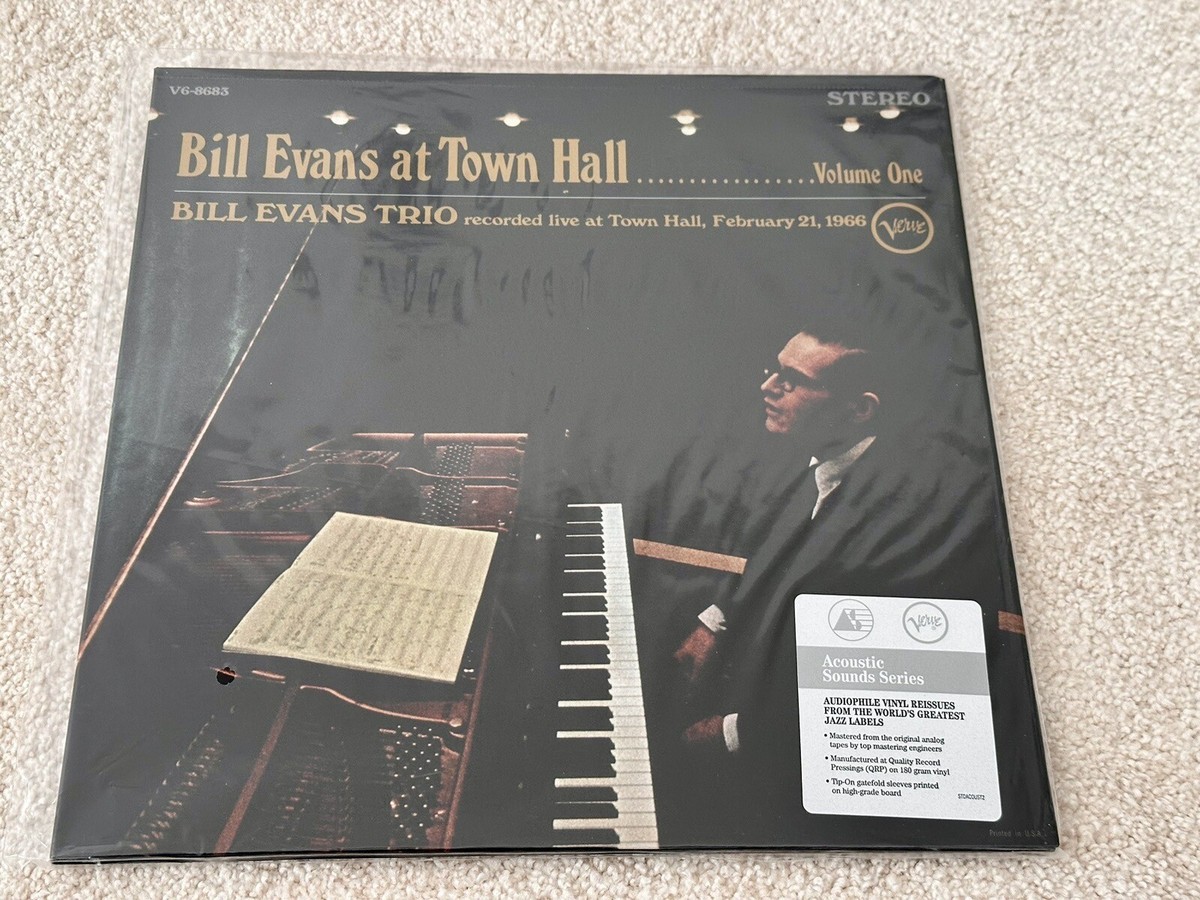 V6-8683
STEREO
Bill Evans at Town Hall ................Volume One
BILL EVANS TRIO recorded live at Town Hall, February 21, 1966 Verve
AS Verve
Acoustic
Sounds Series
AUDIOPHILE VINYL REISSUES
FROM THE WORLD'S GREATEST
JAZZ LABELS
• Mastered from the original analog
tapes by top mastering engineers
• Manufactured at Quality Record
Pressings (QRP) on 180 gram vinyl
• Tip-On gatefold sleeves printed
on high-grade board
STDACOUST2
Printed in U.S.A.